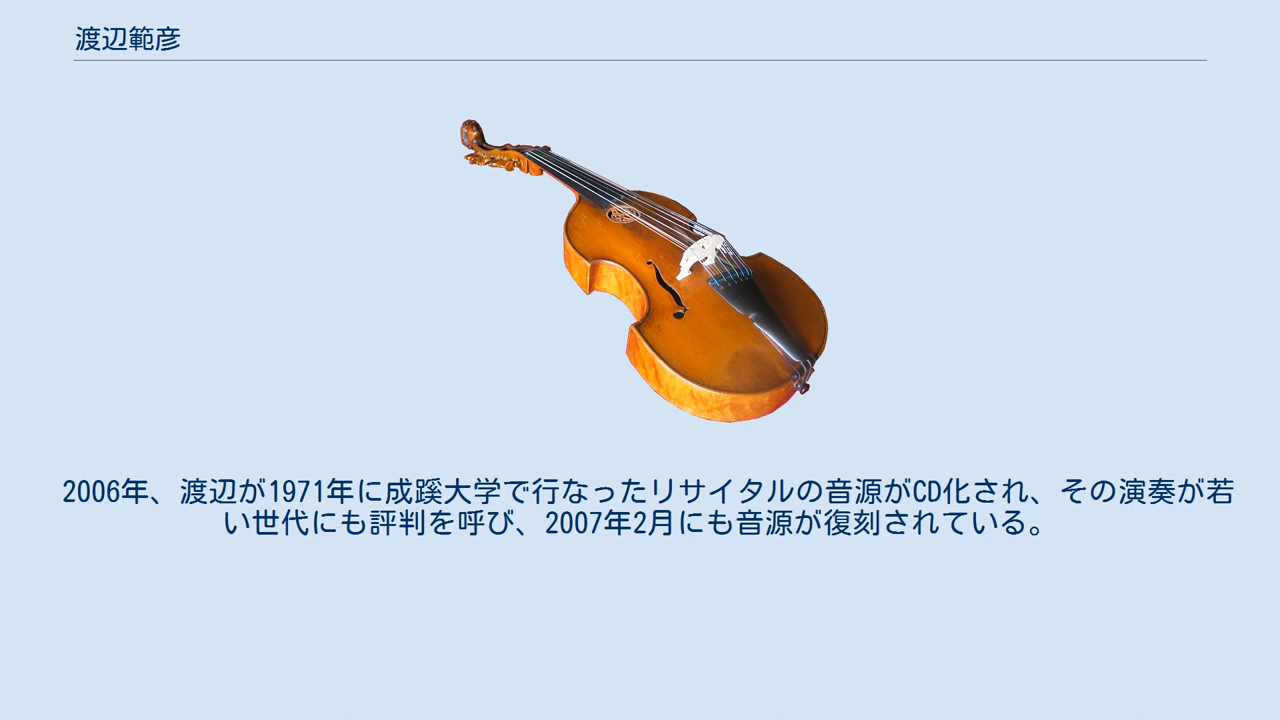 渡辺範彦
2006年、渡辺が1971年に成蹊大学で行なったリサイタルの音源がCD化され、その演奏が若
い世代にも評判を呼び、2007年2月にも音源が復刻されている。